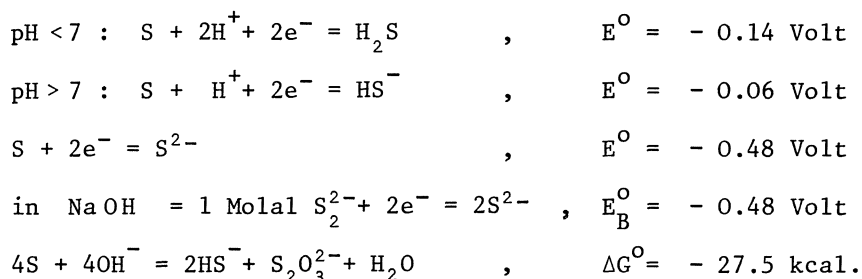 pH <7 : S + 2H⁺+ 2e⁻ = H₂S , E° = - 0.14 Volt
pH > 7 : S + H⁺+ 2e⁻ = HS⁻ , E° = - 0.06 Volt
S + 2e⁻ = S²⁻ , E° = - 0.48 Volt
in NaOH = 1 Molal S₂²⁻+ 2e⁻ = 2S²⁻ , E°_B = - 0.48 Volt
4S + 4OH⁻ = 2HS⁻+ S₂O₃²⁻+ H₂O , ΔG°= - 27.5 kcal.